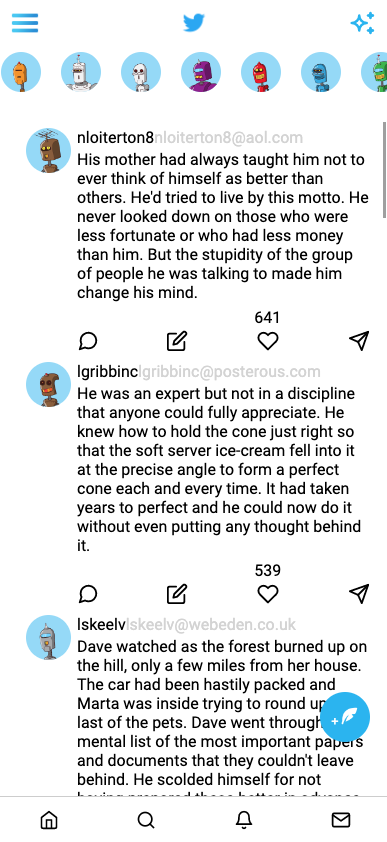 nloiterton8nloiterton8@aol.com
His mother had always taught him not to
ever think of himself as better than
others. He'd tried to live by this motto. He
never looked down on those who were
less fortunate or who had less money
than him. But the stupidity of the group
of people he was talking to made him
change his mind.
641
lgribbinclgribbinc@posterous.com
He was an expert but not in a discipline
that anyone could fully appreciate. He
knew how to hold the cone just right so
that the soft server ice-cream fell into it
at the precise angle to form a perfect
cone each and every time. It had taken
years to perfect and he could now do it
without even putting any thought behind
it.
539
lskeelvlskeelv@webeden.co.uk
Dave watched as the forest burned up on
the hill, only a few miles from her house.
The car had been hastily packed and
Marta was inside trying to round up
last of the pets. Dave went through
mental list of the most important papers
and documents that they couldn't leave
behind. He scolded himself for not
having prepared these better in advance